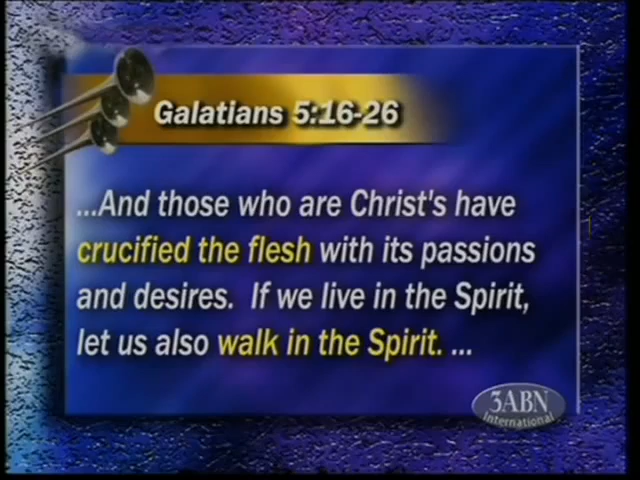 Galatians 5:16-26
...And those who are Christ's have
crucified the flesh with its passions
and desires.  If we live in the Spirit,
let us also walk in the Spirit. ...
3ABN
International